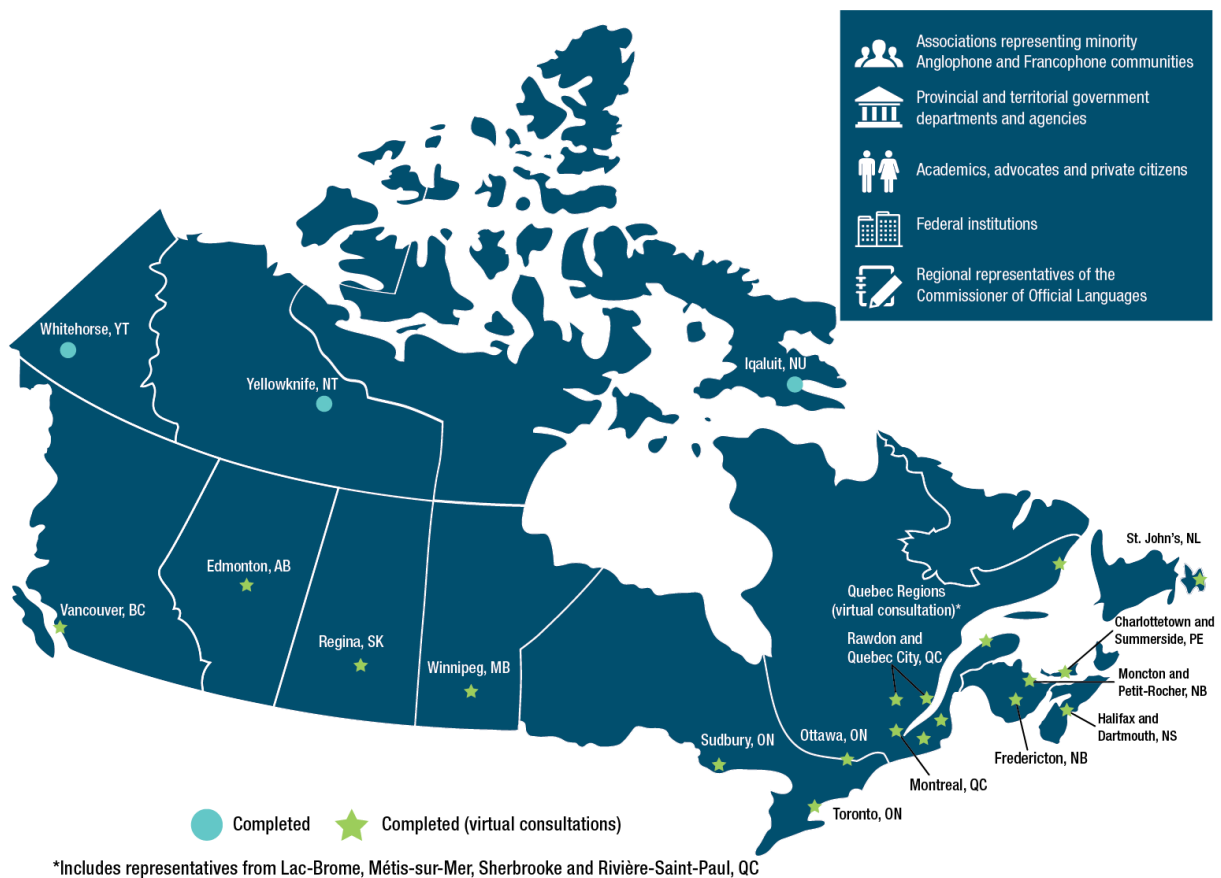 Associations representing minority
Anglophone and Francophone communities
Provincial and territorial government
departments and agencies
Academics, advocates and private citizens
Federal institutions
Regional representatives of the
Commissioner of Official Languages
Whitehorse, YT
Yellowknife, NT
Iqaluit, NU
Edmonton, AB
Vancouver, BC
Regina, SK
Winnipeg, MB
St. John's, NL
Quebec Regions
(virtual consultation)*
Rawdon and
Quebec City, QC
Charlottetown and
Summerside, PE
Moncton and
Petit-Rocher, NB
Halifax and
Dartmouth, NS
Fredericton, NB
Sudbury, ON
Ottawa, ON
Montreal, QC
Toronto, ON
Completed
Completed (virtual consultations)
*Includes representatives from Lac-Brome, Métis-sur-Mer, Sherbrooke and Rivière-Saint-Paul, QC